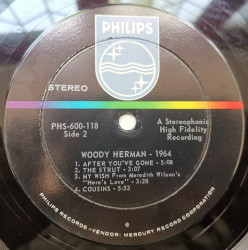 PHILIPS
STEREO
PHS-600-118
Side 2
A Stereophonic
High Fidelity
Recording
WOODY HERMAN - 1964
1. AFTER YOU'VE GONE - 5:08
2. THE STRUT - 3:07
3. MY WISH From Meredith Wilson's
"Here's Love" - 3:28
4. COUSINS - 5:53
PHILIPS RECORDS • VENDOR: MERCURY RECORD CORPORATION